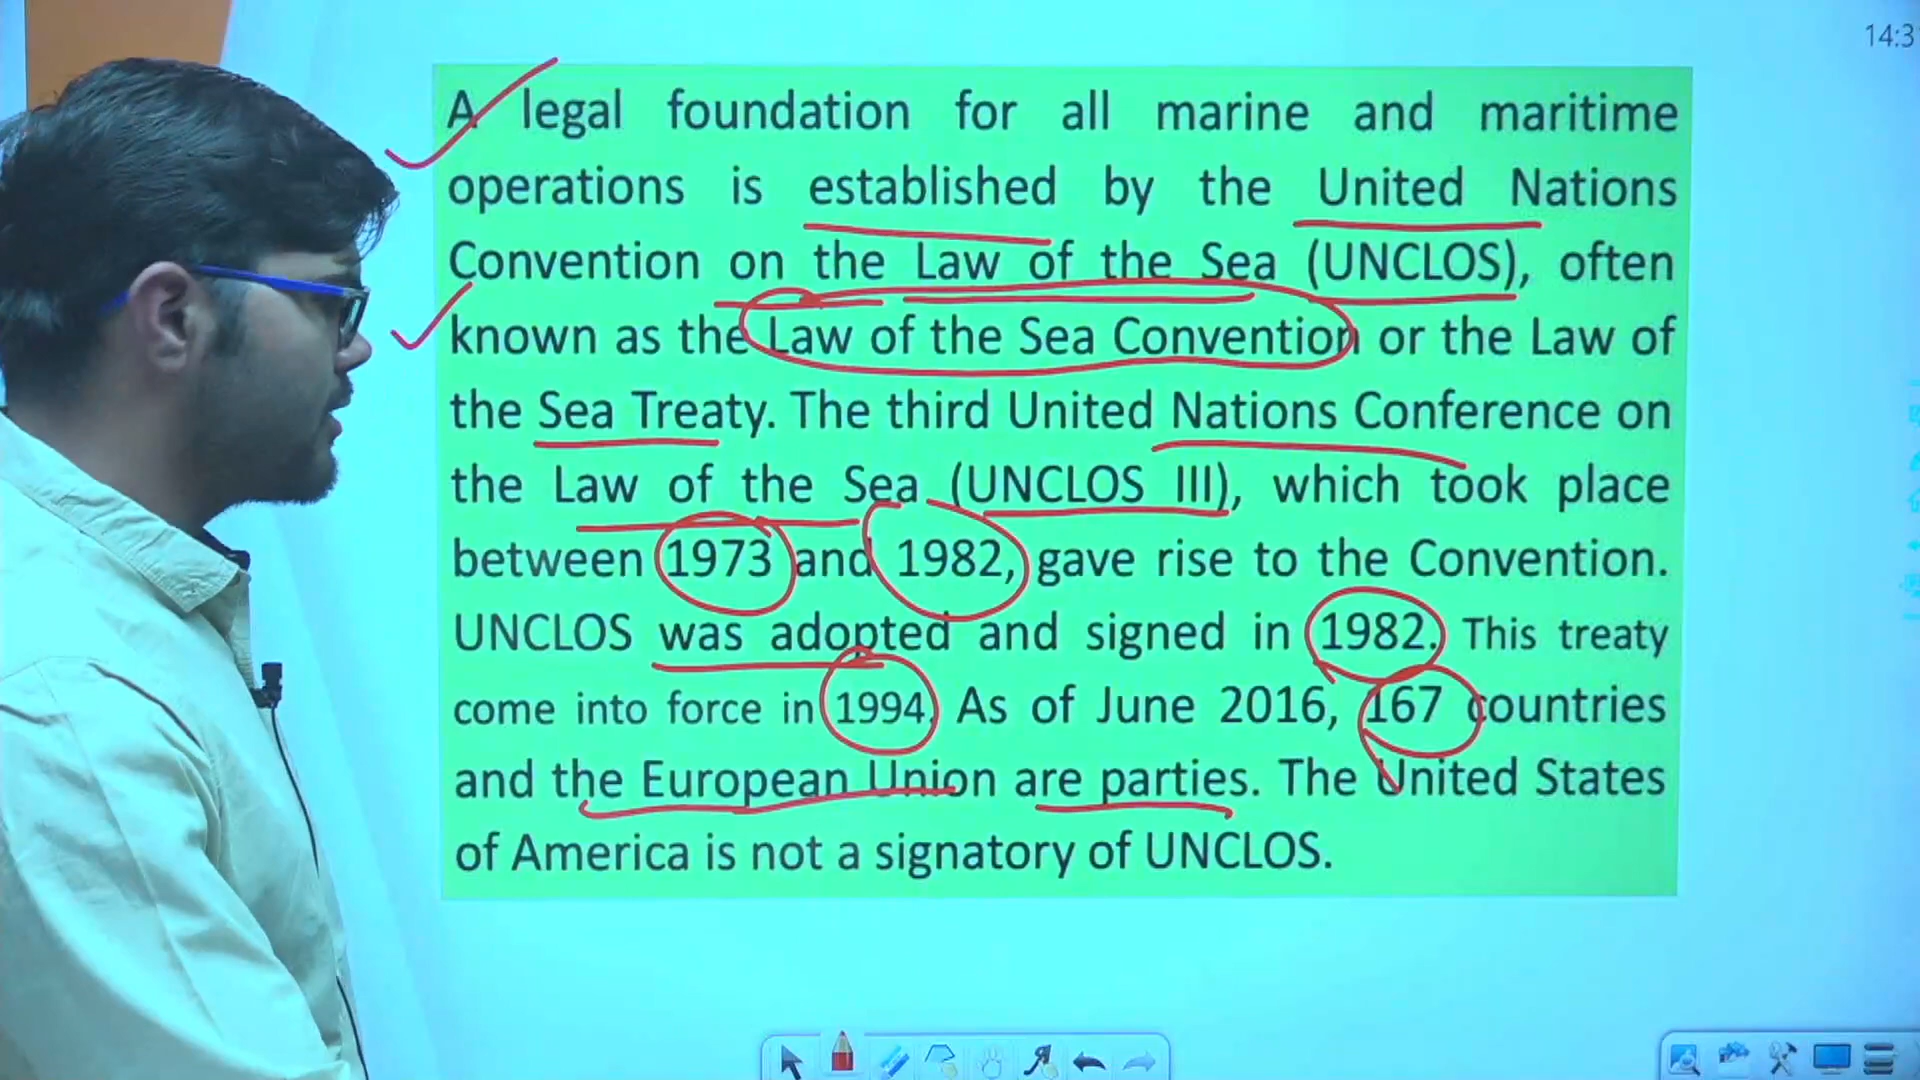 14:3
A legal foundation for all marine and maritime
operations is established by the United Nations
Convention on the Law of the Sea (UNCLOS), often
known as the Law of the Sea Convention or the Law of
the Sea Treaty. The third United Nations Conference on
the Law of the Sea (UNCLOS III), which took place
between 1973 and 1982, gave rise to the Convention.
UNCLOS was adopted and signed in 1982. This treaty
come into force in 1994. As of June 2016, 167 countries
and the European Union are parties. The United States
of America is not a signatory of UNCLOS.